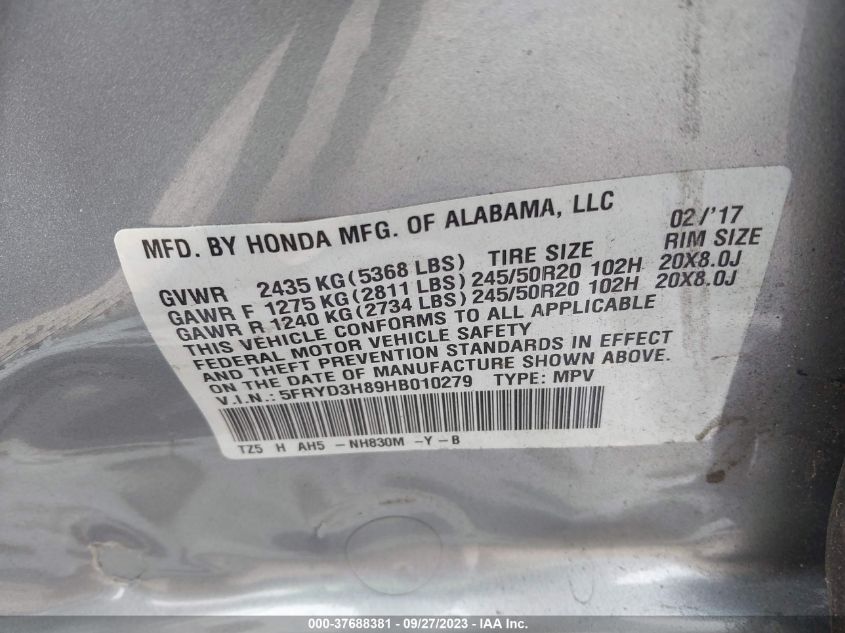 MFD. BY HONDA MFG. OF ALABAMA, LLC 02/'17
GVWR 2435 KG(5368 LBS) TIRE SIZE RIM SIZE
GAWR F 1275 KG(2811 LBS) 245/50R20 102H 20X8.0J
GAWR R 1240 KG(2734 LBS) 245/50R20 102H 20X8.0J
THIS VEHICLE CONFORMS TO ALL APPLICABLE
FEDERAL MOTOR VEHICLE SAFETY
AND THEFT PREVENTION STANDARDS IN EFFECT
ON THE DATE OF MANUFACTURE SHOWN ABOVE.
V.I.N.: 5FRYD3H89HB010279 TYPE: MPV
TZ5 H AH5 -NH830M -Y-B
000-37688381 - 09/27/2023 - IAA Inc.